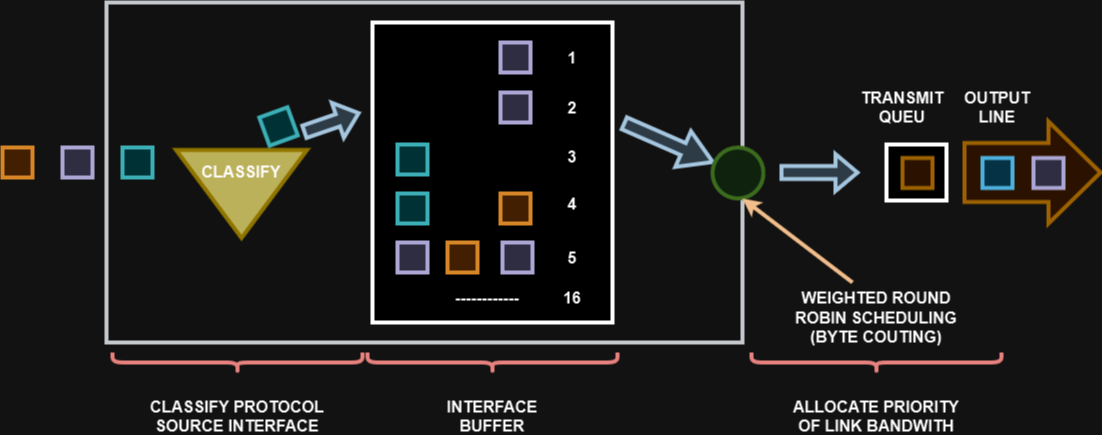 CLASSIFY
1
2
3
4
5
------------ 16
TRANSMIT
QUEU
OUTPUT
LINE
WEIGHTED ROUND
ROBIN SCHEDULING
(BYTE COUTING)
CLASSIFY PROTOCOL
SOURCE INTERFACE
INTERFACE
BUFFER
ALLOCATE PRIORITY
OF LINK BANDWITH